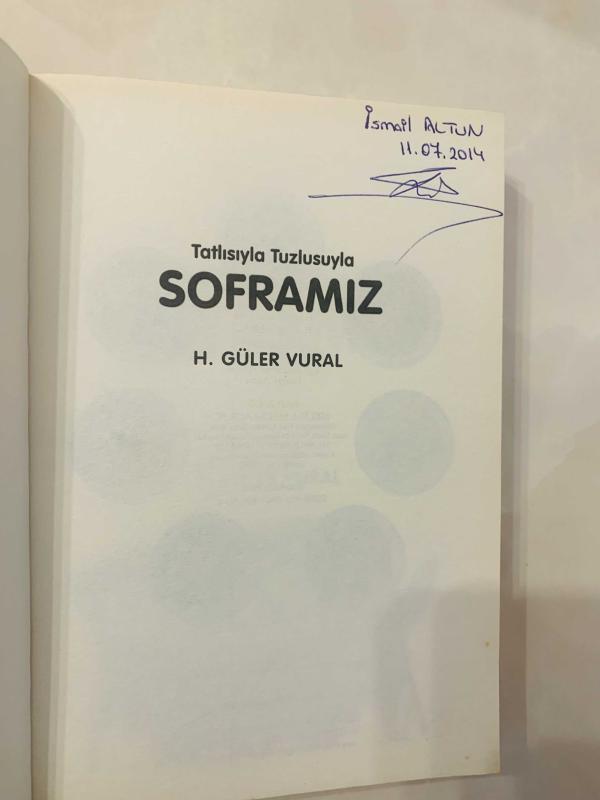 İsmail ALTUN
11.07.2014
Tatlısıyla Tuzlusuyla
SOFRAMIZ
H. GÜLER VURAL